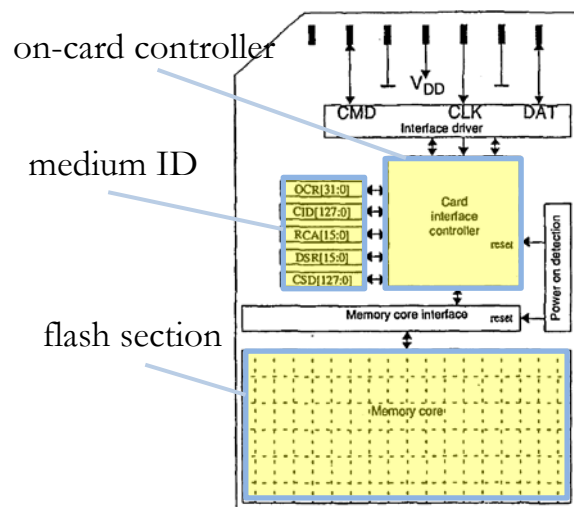 on-card controller
V_DD
CMD CLK DAT
Interface driver
medium ID
OCR[31:0]
CID[127:0]
RCA[15:0]
DSR[15:0]
CSD[127:0]
Card
interface
controller
reset
Power on detection
Memory core interface
reset
flash section
Memory core